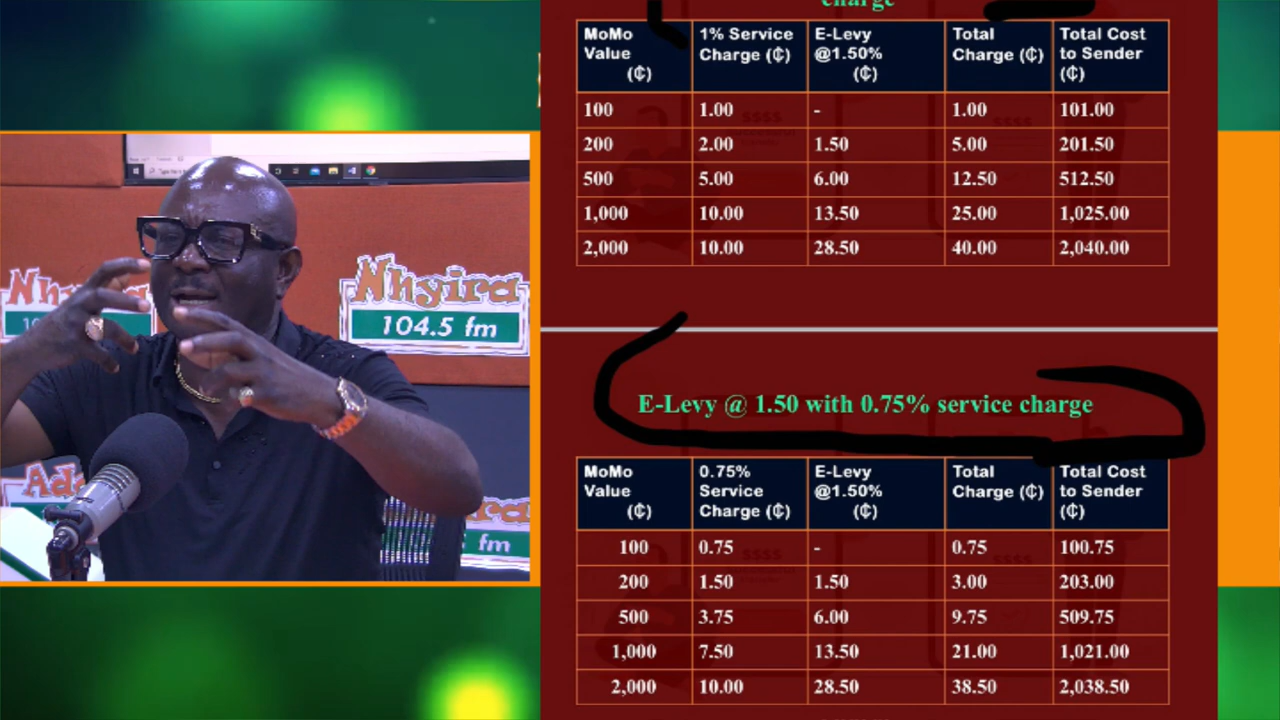 charge
MoMo Value (₵) 1% Service Charge (₵) E-Levy @1.50% (₵) Total Charge (₵) Total Cost to Sender (₵)
100 1.00 - 1.00 101.00
200 2.00 1.50 5.00 201.50
500 5.00 6.00 12.50 512.50
1,000 10.00 13.50 25.00 1,025.00
2,000 10.00 28.50 40.00 2,040.00
E-Levy @ 1.50 with 0.75% service charge
MoMo Value (₵) 0.75% Service Charge (₵) E-Levy @1.50% (₵) Total Charge (₵) Total Cost to Sender (₵)
100 0.75 - 0.75 100.75
200 1.50 1.50 3.00 203.00
500 3.75 6.00 9.75 509.75
1,000 7.50 13.50 21.00 1,021.00
2,000 10.00 28.50 38.50 2,038.50
Nhyira
104.5 fm
fm